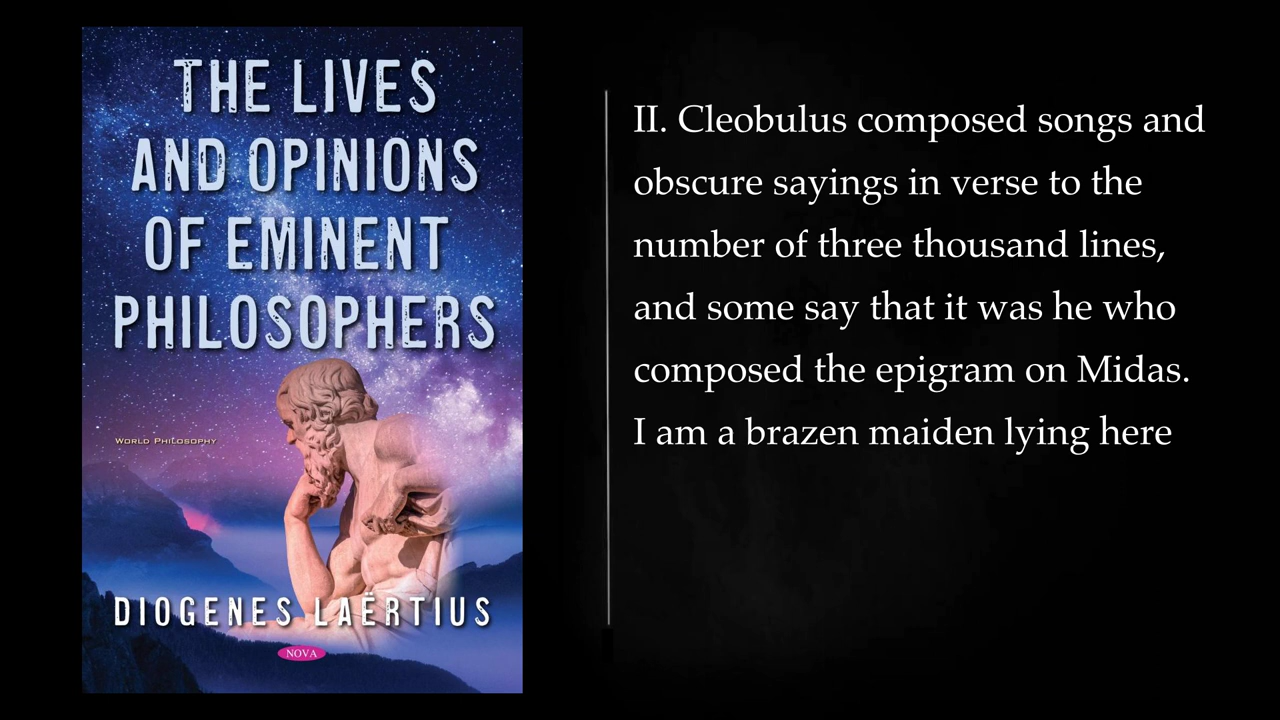 THE LIVES
AND OPINIONS
OF EMINENT
PHILOSOPHERS
WORLD PHILOSOPHY
DIOGENES LAËRTIUS
NOVA
II. Cleobulus composed songs and
obscure sayings in verse to the
number of three thousand lines,
and some say that it was he who
composed the epigram on Midas.
I am a brazen maiden lying here